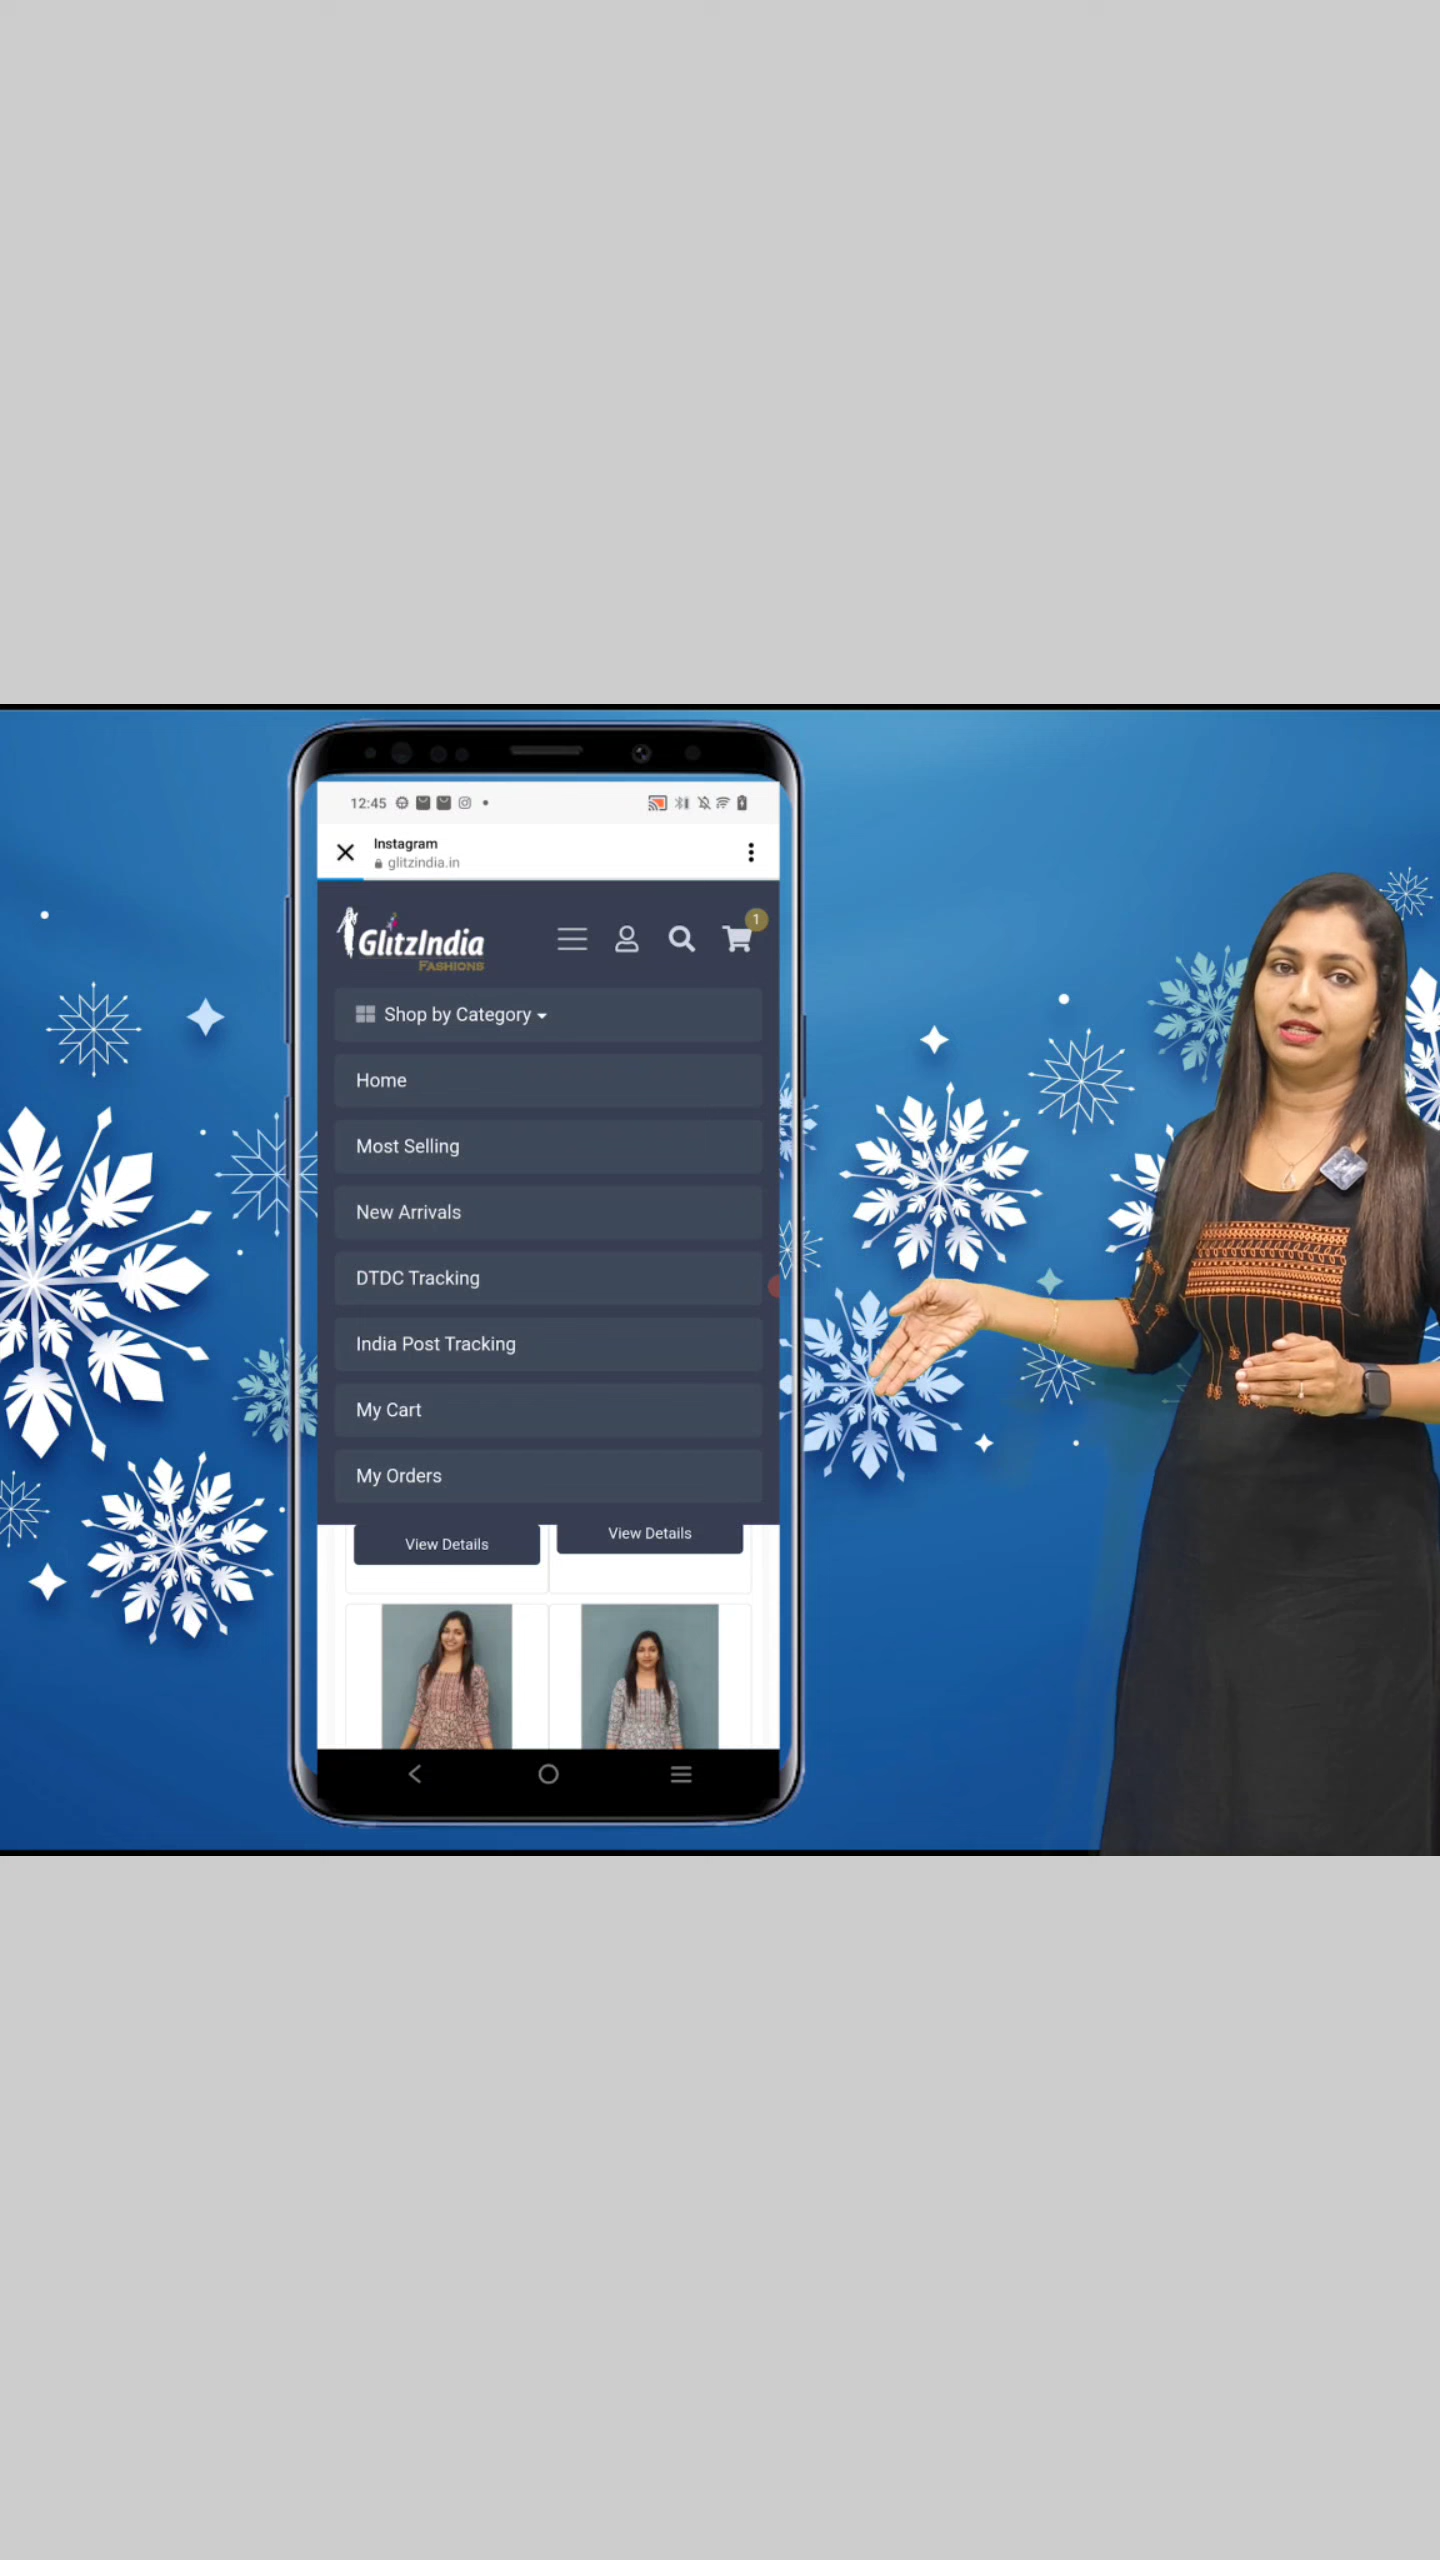 12:45
Instagram
glitzindia.in
GlitzIndia
FASHIONS
1
Shop by Category
Home
Most Selling
New Arrivals
DTDC Tracking
India Post Tracking
My Cart
My Orders
View Details
View Details